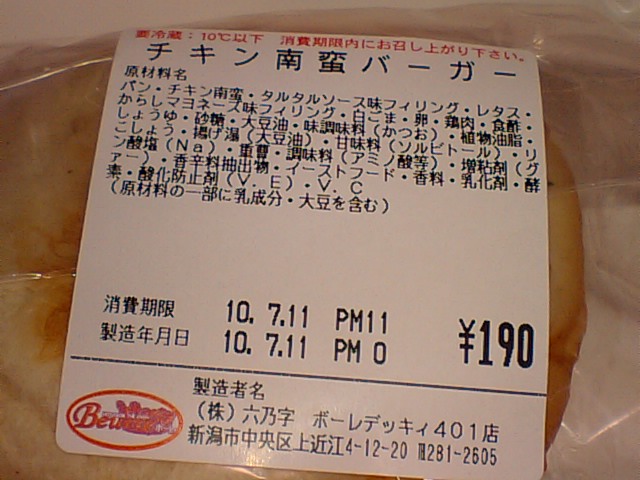 要冷蔵：10℃以下 消費期限内にお召し上がり下さい。
チキン南蛮バーガー
原材料名
パン・チキン南蛮・タルタルソース味フィリング・レタス・
からしマヨネーズ味フィリング・白ごま・卵・鶏肉・食酢・
しょうゆ・砂糖・大豆油・味調味料（かつお）・植物油脂・
こしょう・揚げ湯（大豆油）・甘味料（ソルビトール）・リ
ン酸塩（Na）・重曹・調味料（アミノ酸等）・増粘剤（グ
アー）・香辛料抽出物・イーストフード・香料・乳化剤・酵
素・酸化防止剤（V．E）・V．C
（原材料の一部に乳成分・大豆を含む）
消費期限 10. 7.11 PM11
製造年月日 10. 7.11 PM 0
¥190
製造者名
（株）六乃字 ボーレデッキィ401店
新潟市中央区上近江4-12-20 ℡281-2605